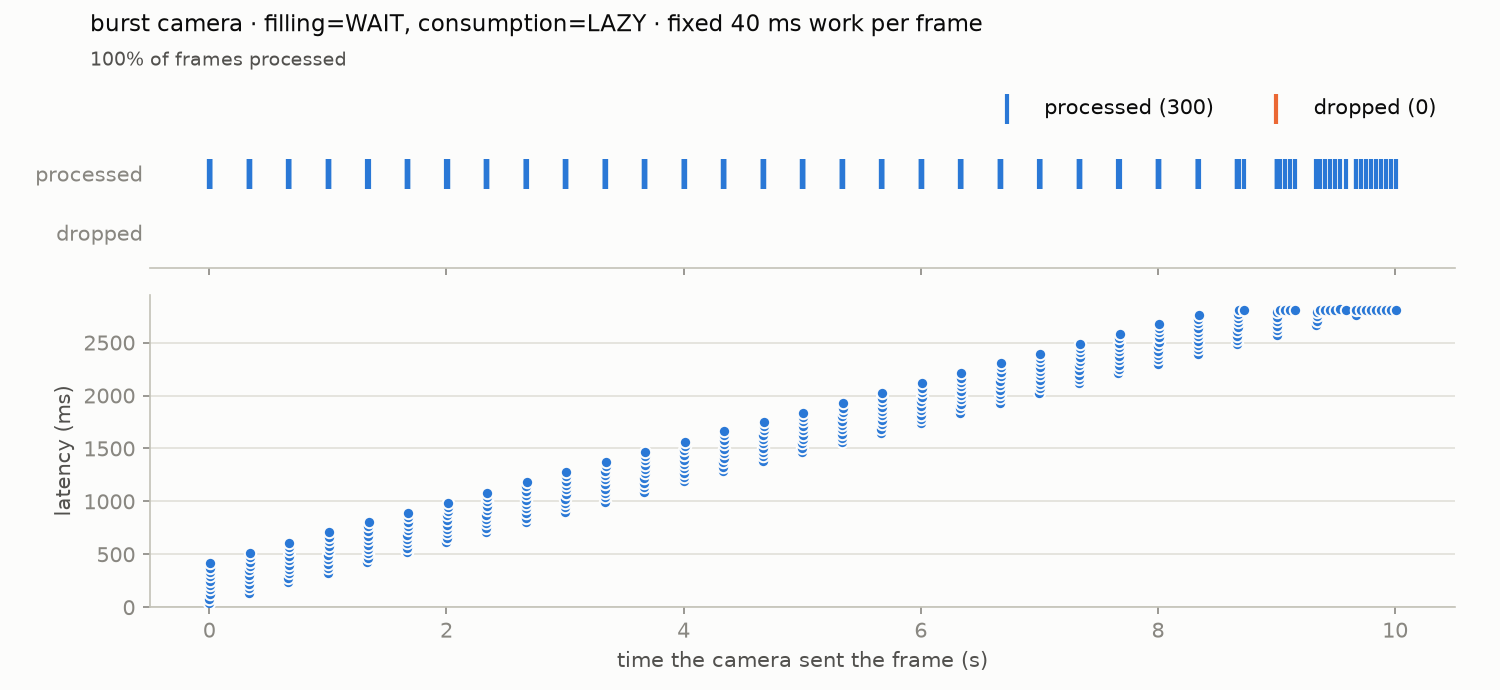 burst camera · filling=WAIT, consumption=LAZY · fixed 40 ms work per frame
100% of frames processed
processed (300)
dropped (0)
processed
dropped
latency (ms)
2500
2000
1500
1000
500
0
0 2 4 6 8 10
time the camera sent the frame (s)